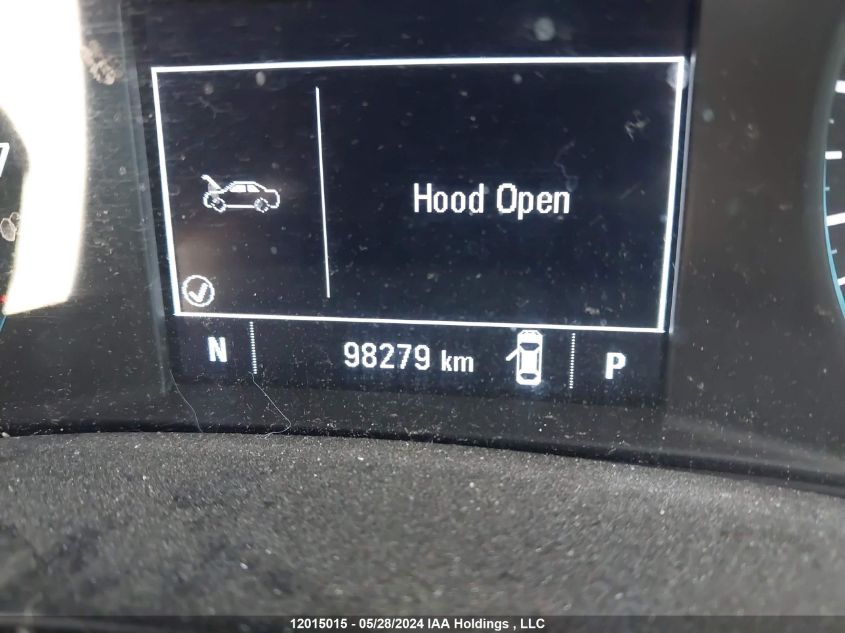 Hood Open
N 98279 km P
12015015 - 05/28/2024 IAA Holdings , LLC